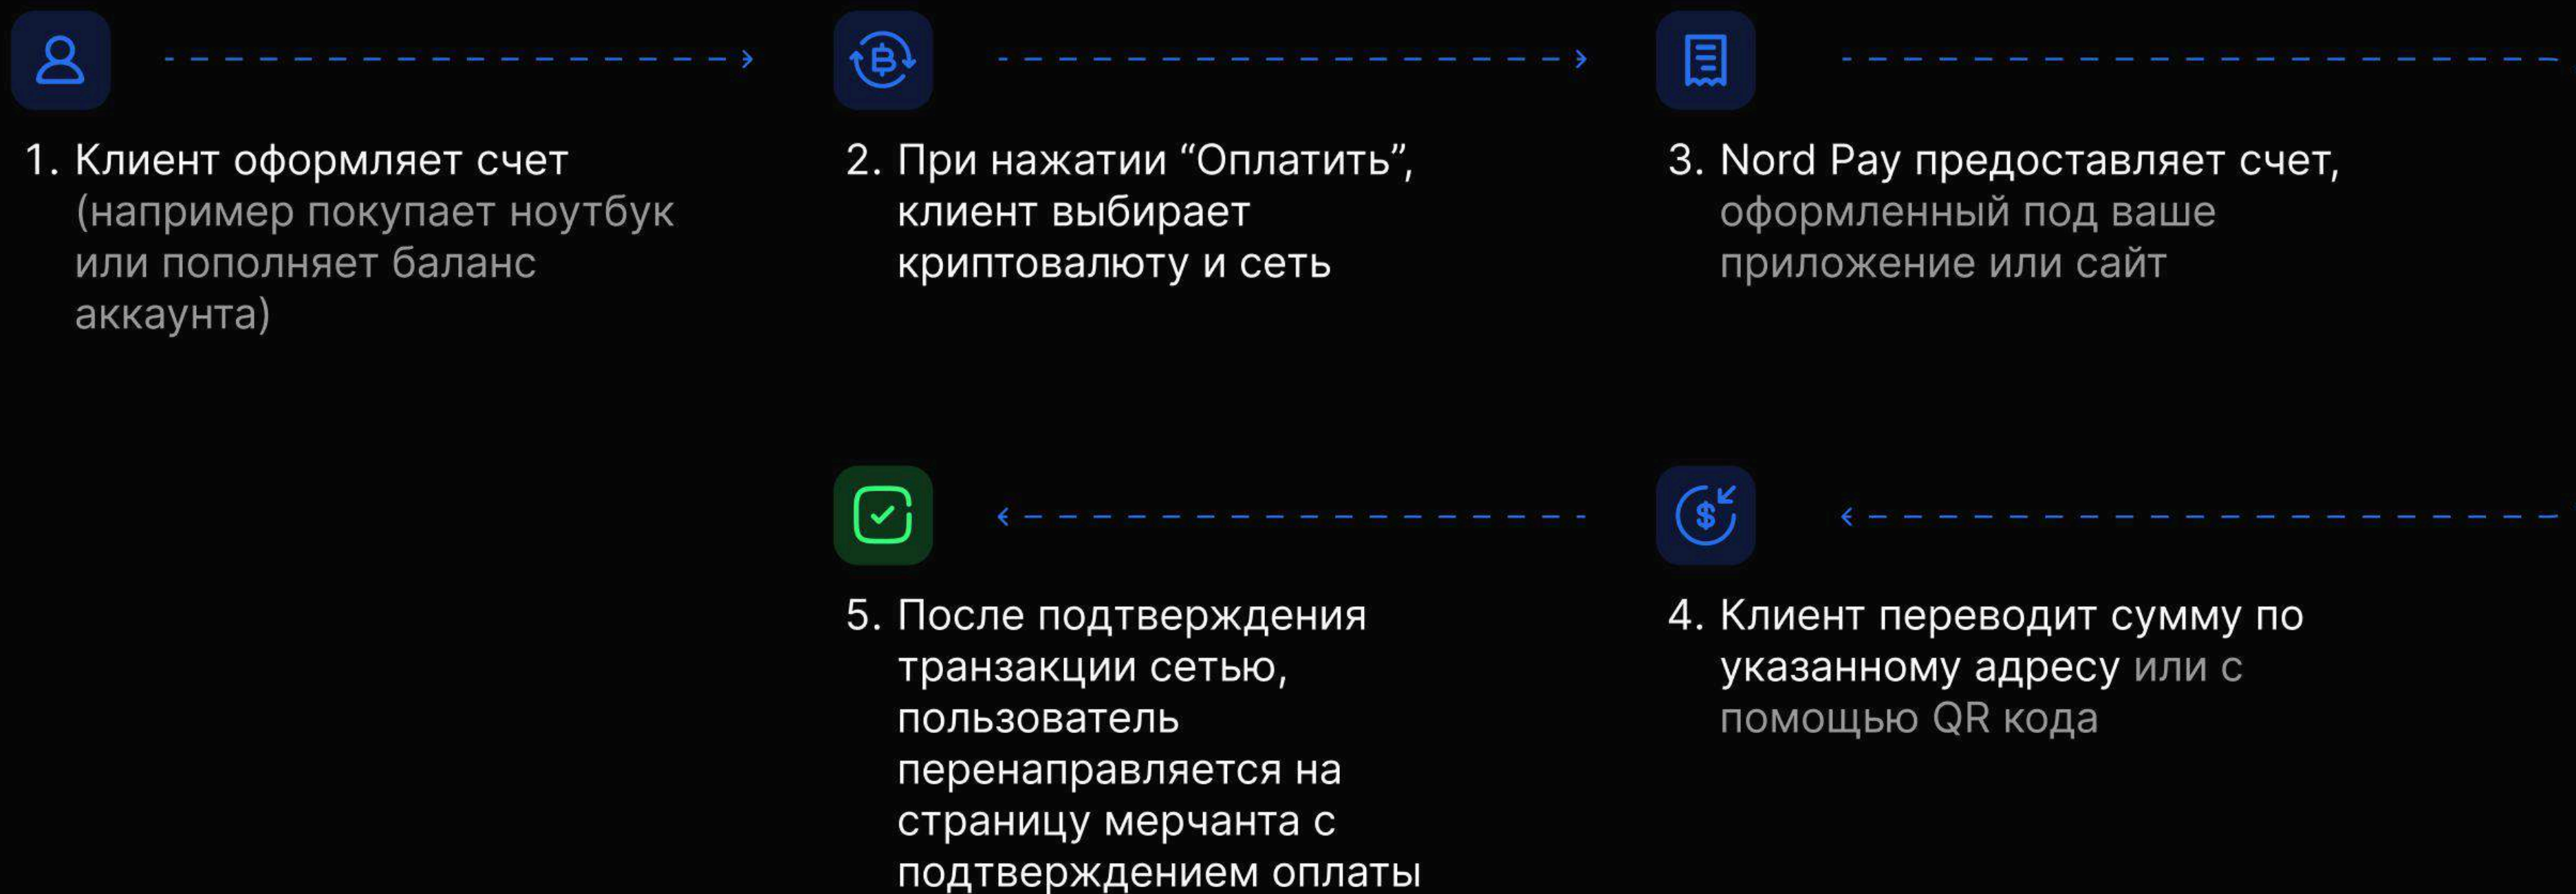 1. Клиент оформляет счет
(например покупает ноутбук
или пополняет баланс
аккаунта)
2. При нажатии “Оплатить”,
клиент выбирает
криптовалюту и сеть
3. Nord Pay предоставляет счет,
оформленный под ваше
приложение или сайт
4. Клиент переводит сумму по
указанному адресу или с
помощью QR кода
5. После подтверждения
транзакции сетью,
пользователь
перенаправляется на
страницу мерчанта с
подтверждением оплаты